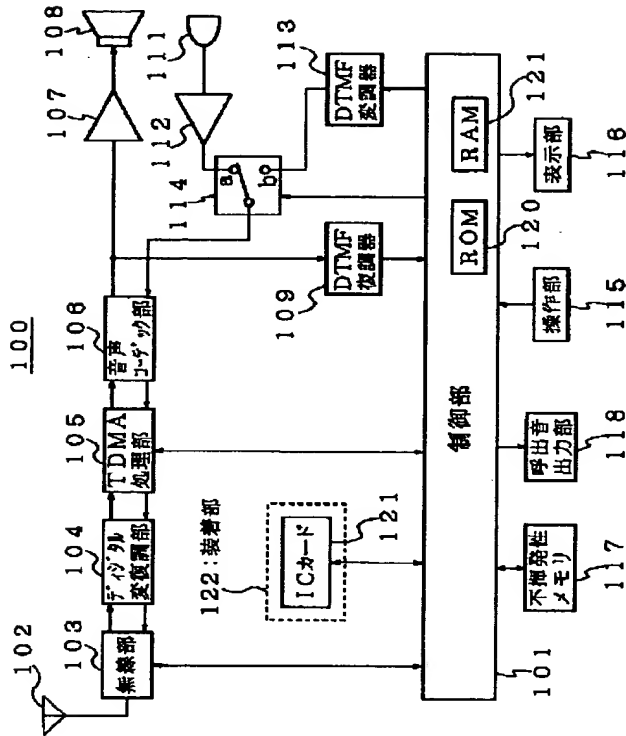 100
102
103
無線部
104
ディジタル
変復調部
105
TDMA
処理部
106
音声
コーデック部
107
108
111
112
114
a
b
113
DTMF
変調器
109
DTMF
復調器
122:装着部
ICカード
121
制御部
ROM
120
RAM
121
101
117
不揮発性
メモリ
118
呼出音
出力部
115
操作部
116
表示部